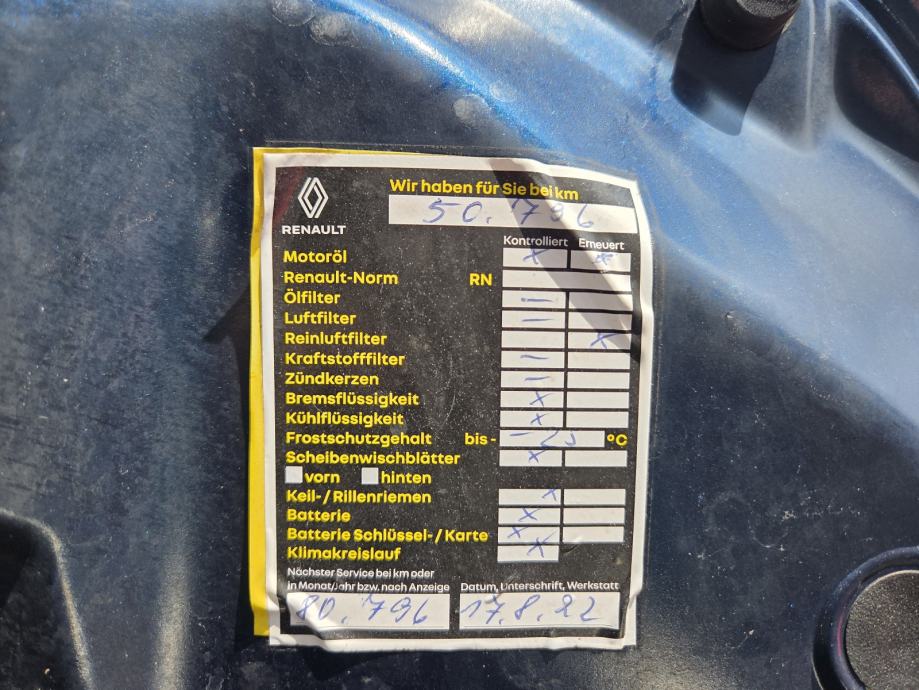 Wir haben für Sie bei km
RENAULT
50.796
Kontrolliert Erneuert
Motoröl x x
Renault-Norm RN
Ölfilter —
Luftfilter —
Reinluftfilter x
Kraftstofffilter —
Zündkerzen —
Bremsflüssigkeit x
Kühlflüssigkeit x
Frostschutzgehalt bis- -25 °C
Scheibenwischblätter x
vorn hinten
Keil-/Rillenriemen x
Batterie x
Batterie Schlüssel-/Karte x
Klimakreislauf x
Nächster Service bei km oder
in Monat/Jahr bzw. nach Anzeige Datum, Unterschrift, Werkstatt
80.796 17.8.22